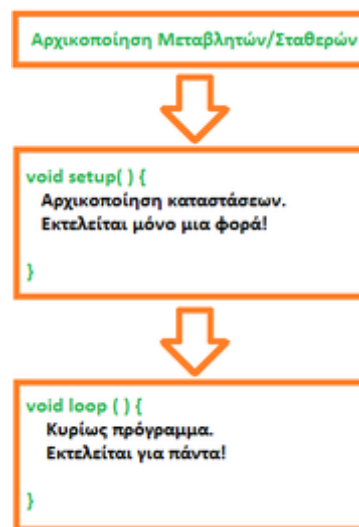 Αρχικοποίηση Μεταβλητών/Σταθερών
void setup( ) {
Αρχικοποίηση καταστάσεων.
Εκτελείται μόνο μια φορά!
}
void loop ( ) {
Κυρίως πρόγραμμα.
Εκτελείται για πάντα!
}